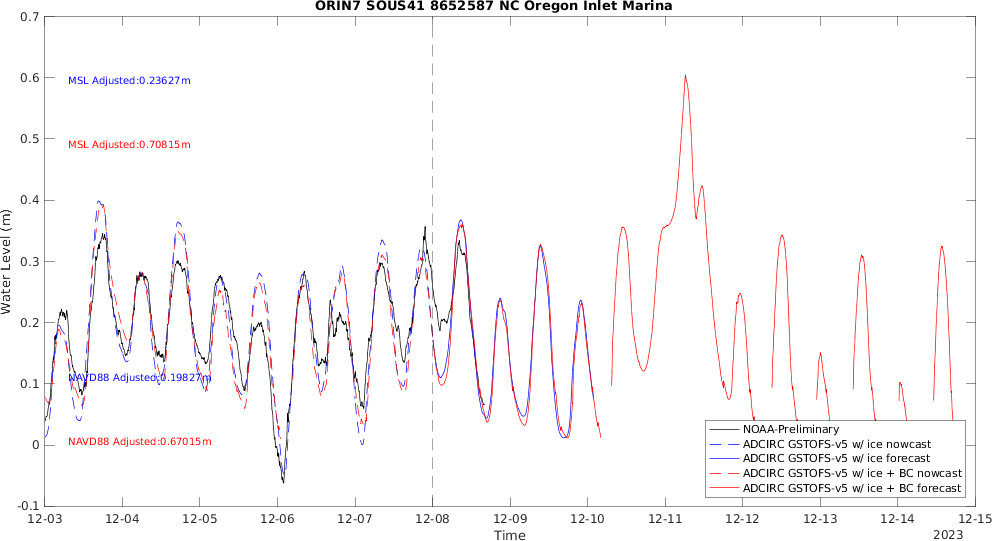 ORIN7 SOUS41 8652587 NC Oregon Inlet Marina
0.7
0.6
0.5
0.4
0.3
0.2
0.1
0
-0.1
Water Level (m)
MSL Adjusted:0.23627m
MSL Adjusted:0.70815m
NAVD88 Adjusted:0.19827m
NAVD88 Adjusted:0.67015m
NOAA-Preliminary
ADCIRC GSTOFS-v5 w/ ice nowcast
ADCIRC GSTOFS-v5 w/ ice forecast
ADCIRC GSTOFS-v5 w/ ice + BC nowcast
ADCIRC GSTOFS-v5 w/ ice + BC forecast
12-03 12-04 12-05 12-06 12-07 12-08 12-09 12-10 12-11 12-12 12-13 12-14 12-15
Time
2023